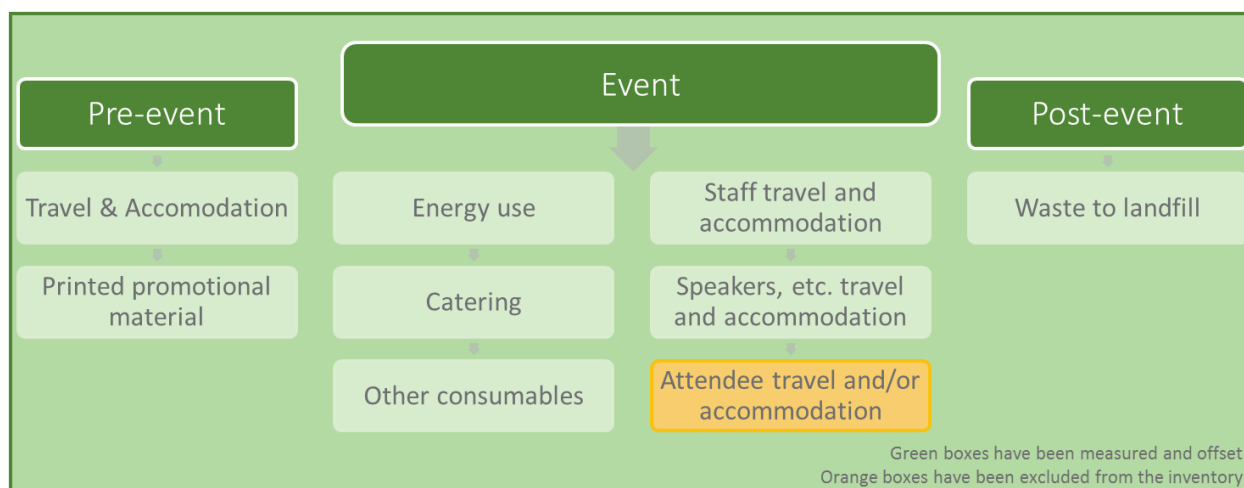 Pre-event
Travel & Accomodation
Printed promotional
material
Event
Energy use
Catering
Other consumables
Staff travel and
accommodation
Speakers, etc. travel
and accommodation
Attendee travel and/or
accommodation
Post-event
Waste to landfill
Green boxes have been measured and offset
Orange boxes have been excluded from the inventory